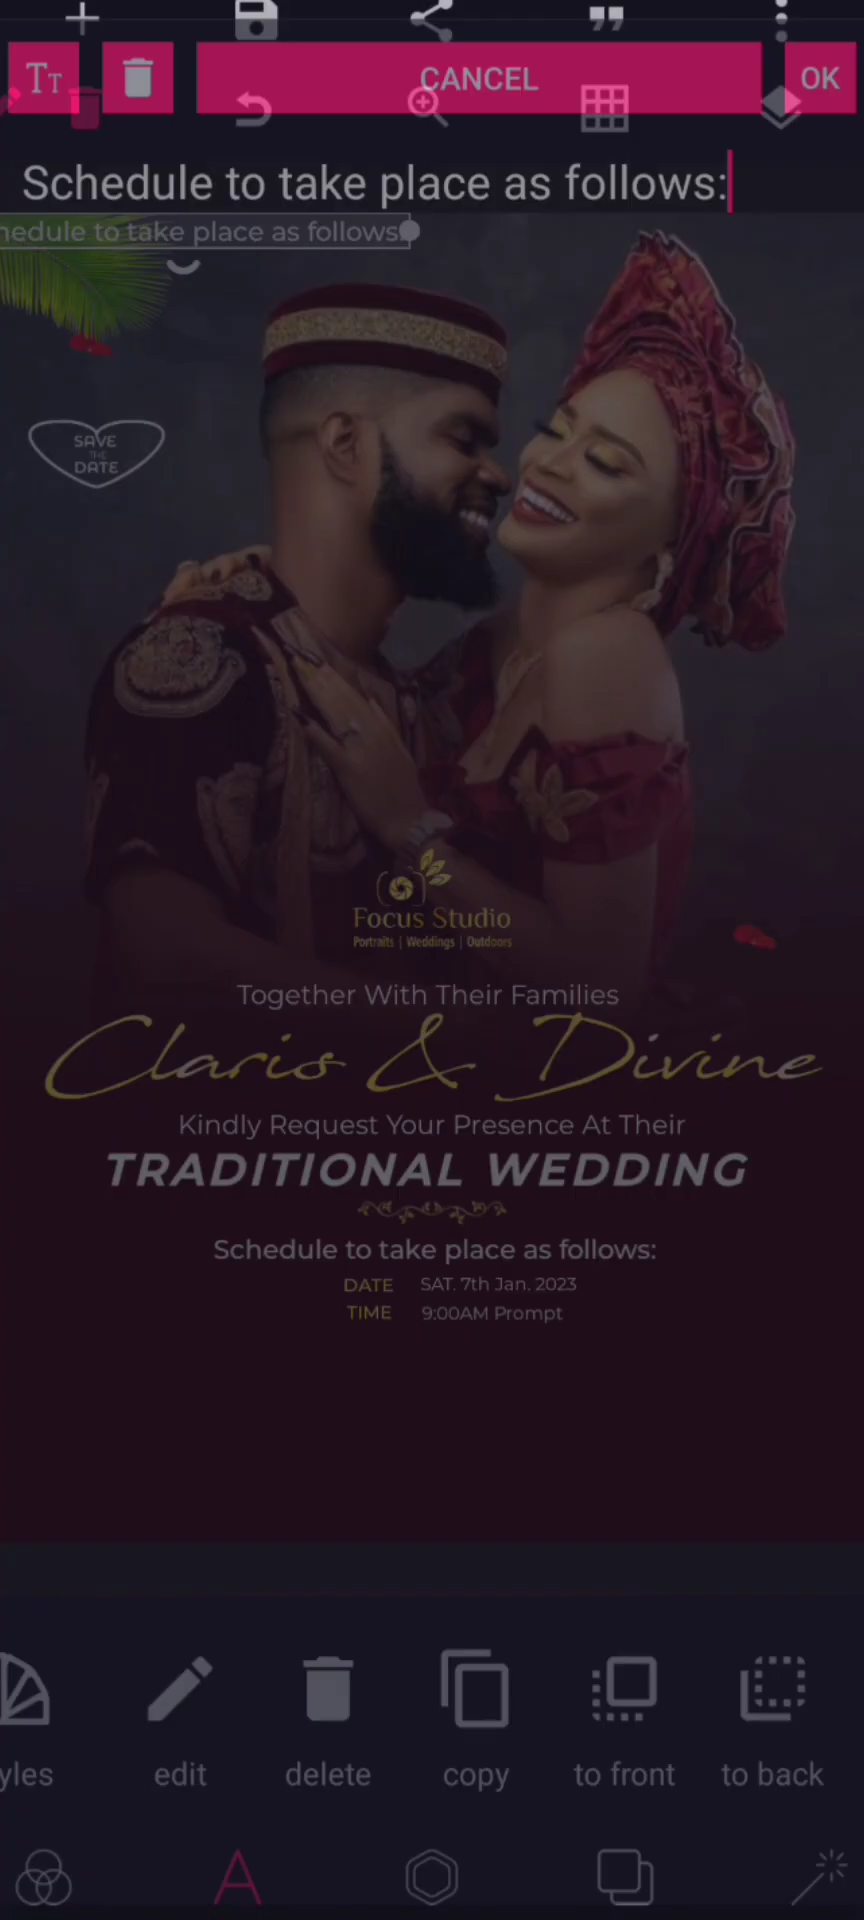 TT
CANCEL
OK
Schedule to take place as follows:
hedule to take place as follows:
SAVE
THE
DATE
Focus Studio
Portraits | Weddings | Outdoors
Together With Their Families
Claris & Divine
Kindly Request Your Presence At Their
TRADITIONAL WEDDING
Schedule to take place as follows:
DATE SAT. 7th Jan. 2023
TIME 9:00AM Prompt
yles
edit
delete
copy
to front
to back
A